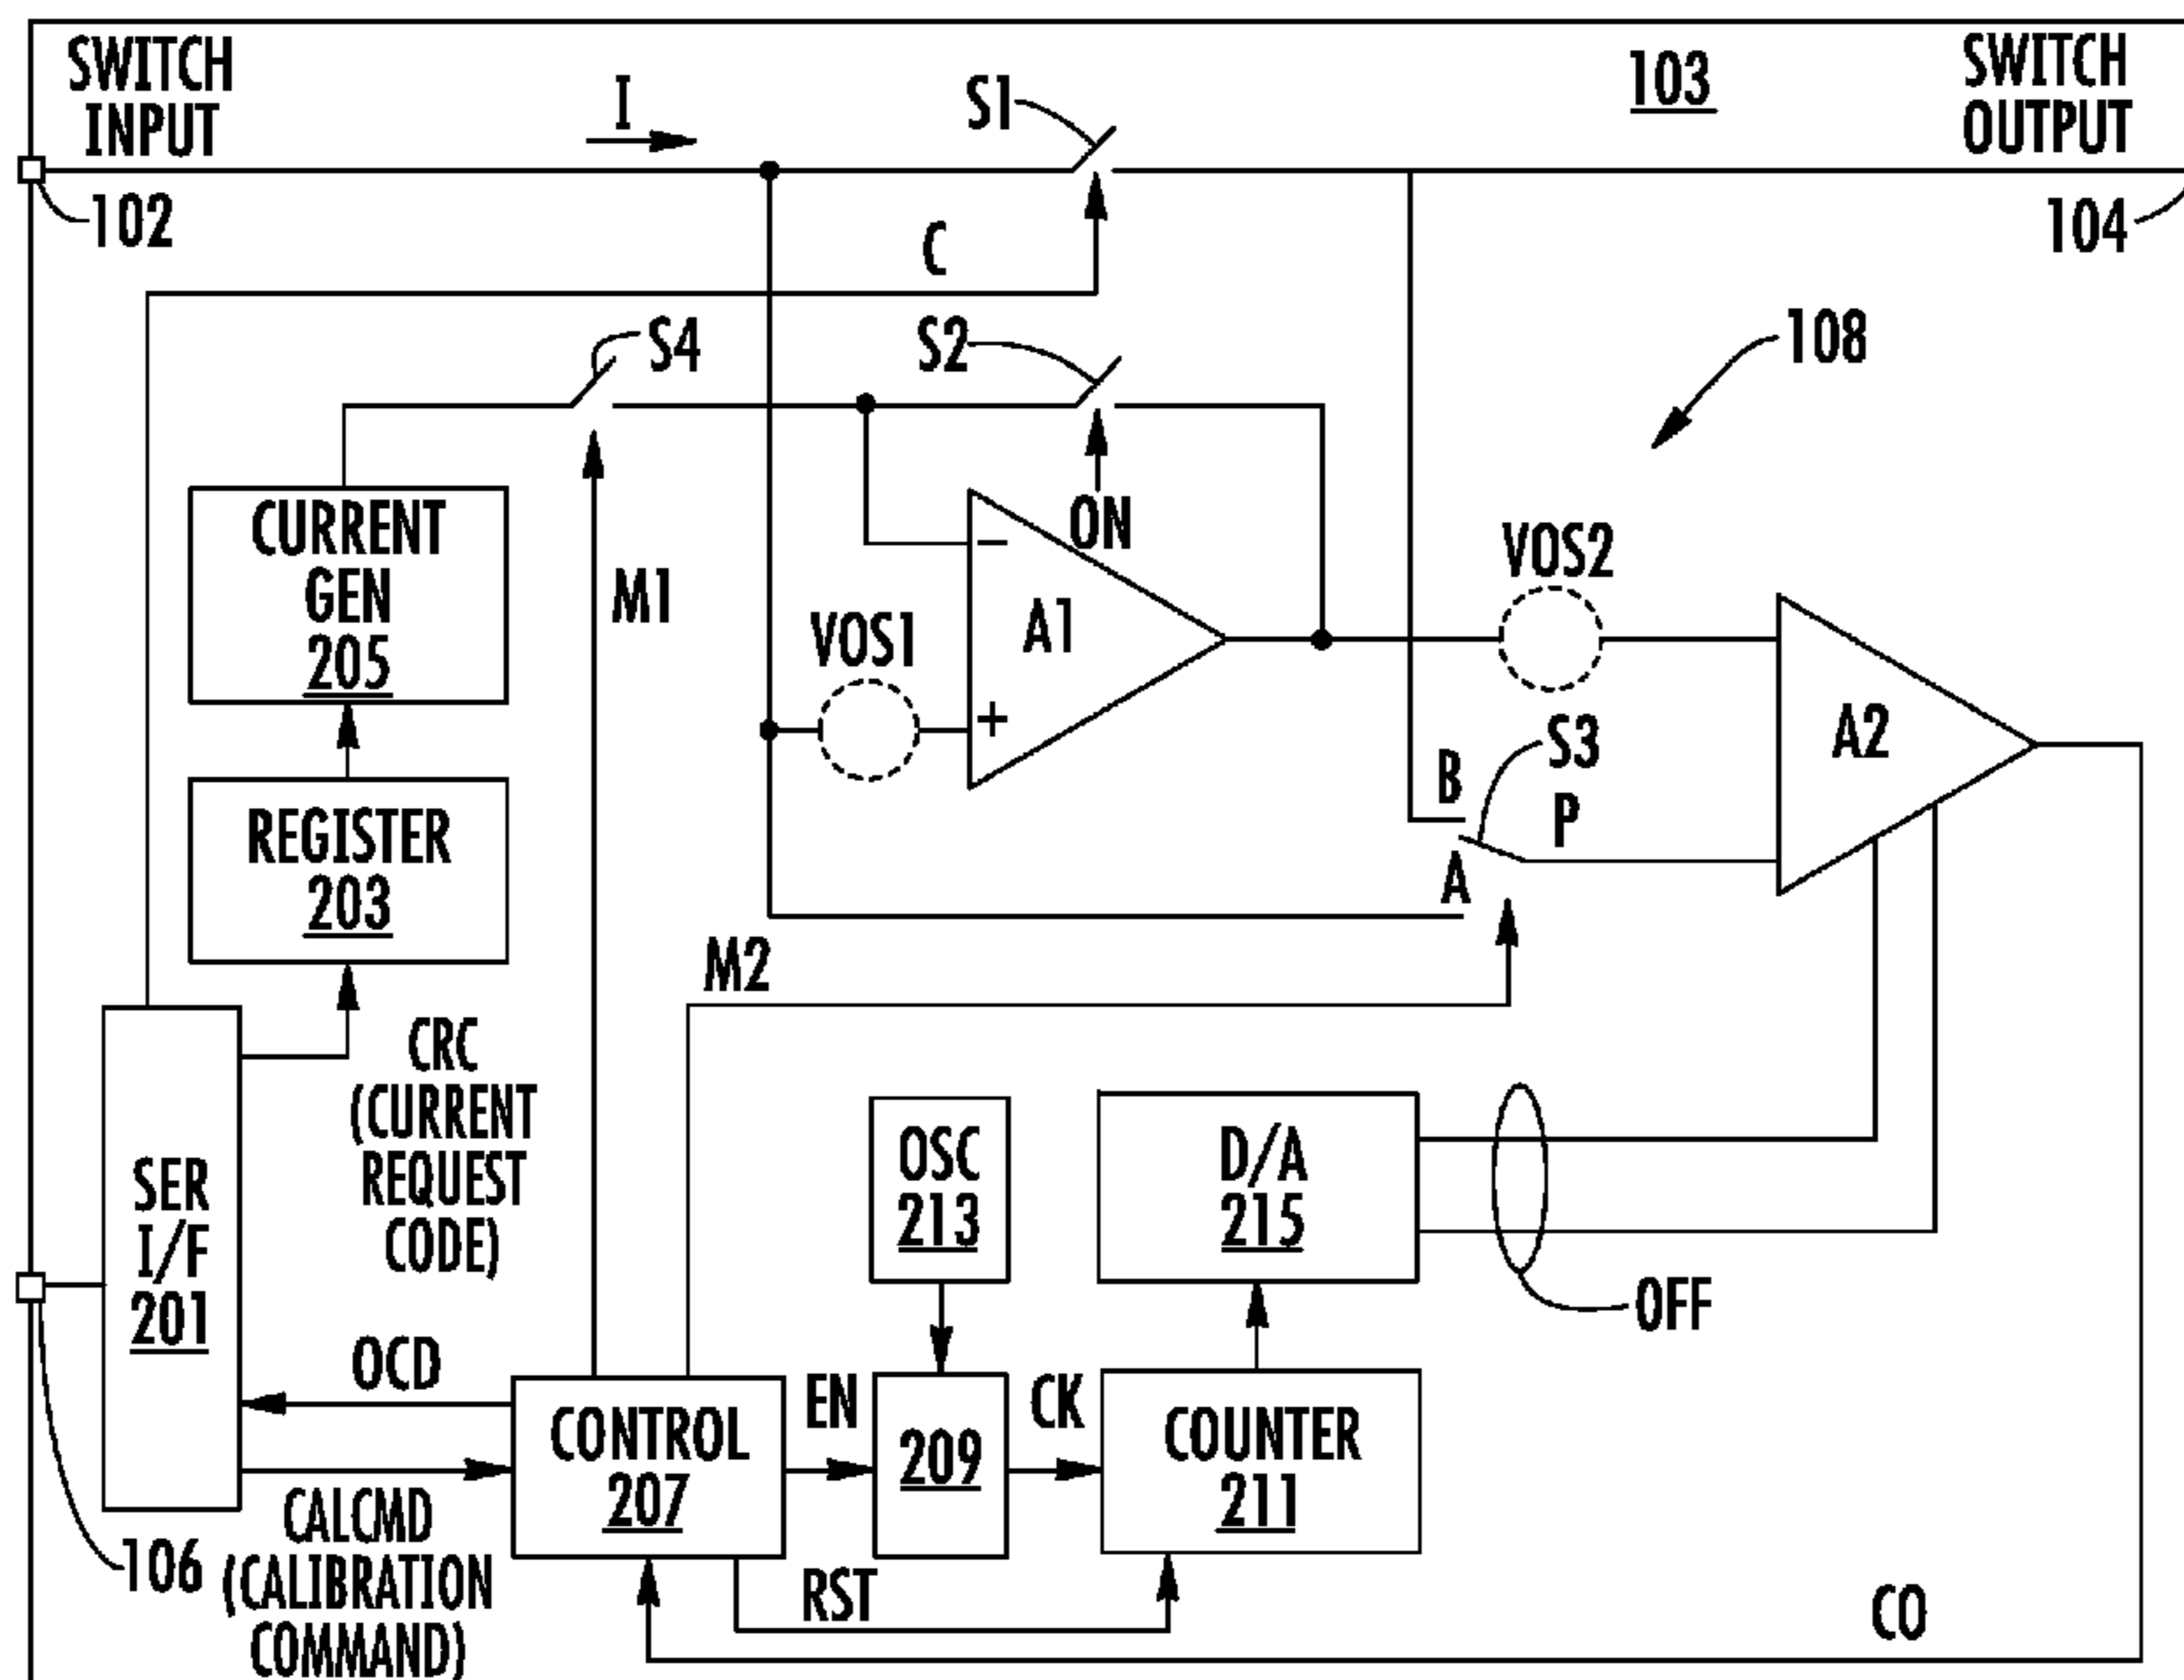 SWITCH
INPUT
I
S1
103
SWITCH
OUTPUT
102
104
C
S4
S2
108
CURRENT
GEN
205
M1
ON
VOS1
A1
-
+
VOS2
A2
S3
B
P
A
REGISTER
203
M2
CRC
(CURRENT
REQUEST
CODE)
SER
I/F
201
OSC
213
D/A
215
OFF
OCD
CONTROL
207
EN
209
CK
COUNTER
211
CALCMD
(CALIBRATION
COMMAND)
106
RST
CO